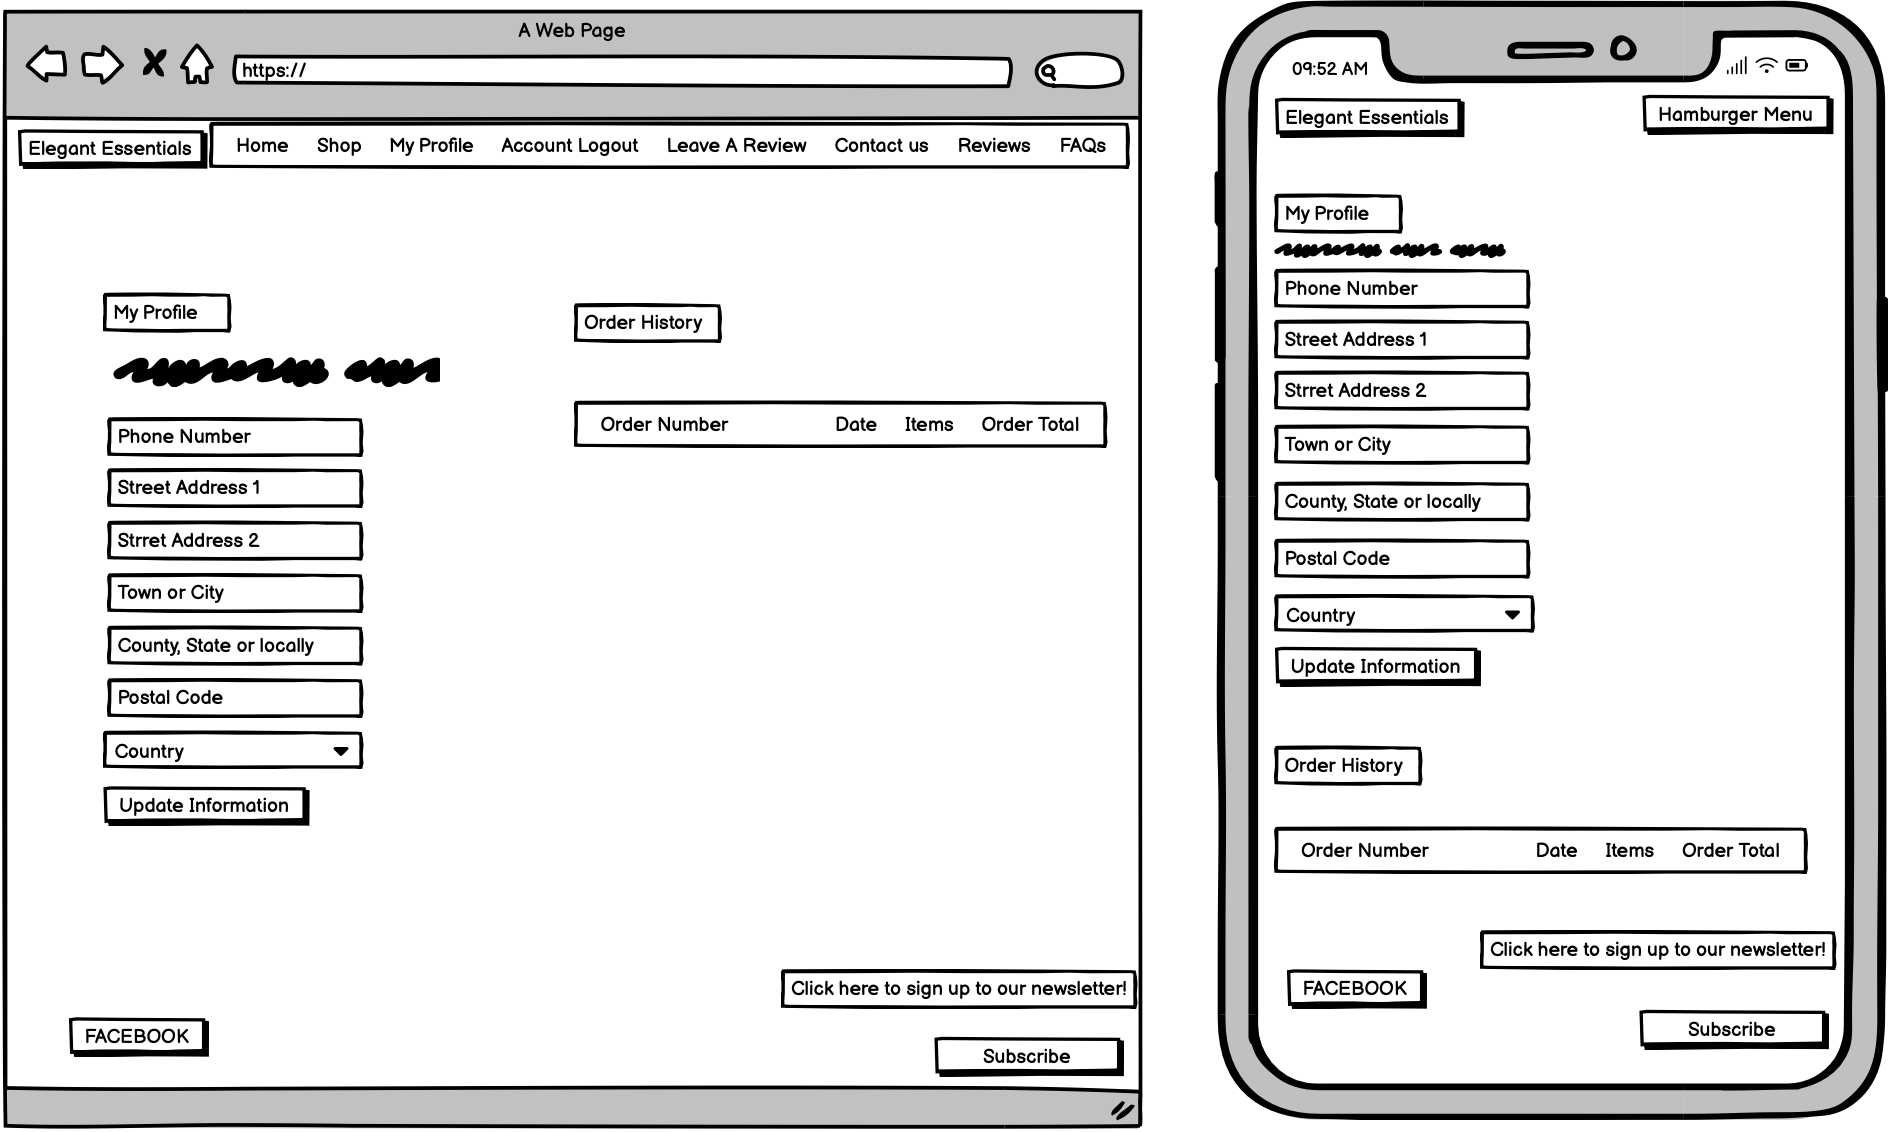 A Web Page
https://
Elegant Essentials
Home Shop My Profile Account Logout Leave A Review Contact us Reviews FAQs
My Profile
Phone Number
Street Address 1
Strret Address 2
Town or City
County, State or locally
Postal Code
Country
Update Information
Order History
Order Number Date Items Order Total
Click here to sign up to our newsletter!
FACEBOOK
Subscribe
09:52 AM
Elegant Essentials
Hamburger Menu
My Profile
Phone Number
Street Address 1
Strret Address 2
Town or City
County, State or locally
Postal Code
Country
Update Information
Order History
Order Number Date Items Order Total
Click here to sign up to our newsletter!
FACEBOOK
Subscribe